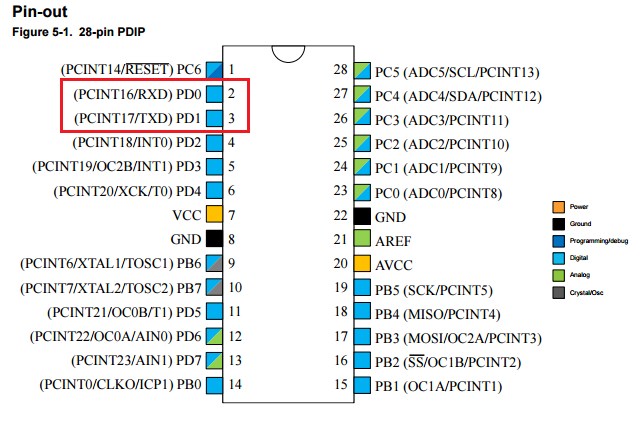 Pin-out
Figure 5-1. 28-pin PDIP
(PCINT14/RESET) PC6 1
(PCINT16/RXD) PD0 2
(PCINT17/TXD) PD1 3
(PCINT18/INT0) PD2 4
(PCINT19/OC2B/INT1) PD3 5
(PCINT20/XCK/T0) PD4 6
VCC 7
GND 8
(PCINT6/XTAL1/TOSC1) PB6 9
(PCINT7/XTAL2/TOSC2) PB7 10
(PCINT21/OC0B/T1) PD5 11
(PCINT22/OC0A/AIN0) PD6 12
(PCINT23/AIN1) PD7 13
(PCINT0/CLKO/ICP1) PB0 14
28 PC5 (ADC5/SCL/PCINT13)
27 PC4 (ADC4/SDA/PCINT12)
26 PC3 (ADC3/PCINT11)
25 PC2 (ADC2/PCINT10)
24 PC1 (ADC1/PCINT9)
23 PC0 (ADC0/PCINT8)
22 GND
21 AREF
20 AVCC
19 PB5 (SCK/PCINT5)
18 PB4 (MISO/PCINT4)
17 PB3 (MOSI/OC2A/PCINT3)
16 PB2 (SS/OC1B/PCINT2)
15 PB1 (OC1A/PCINT1)
Power
Ground
Programming/debug
Digital
Analog
Crystal/Osc